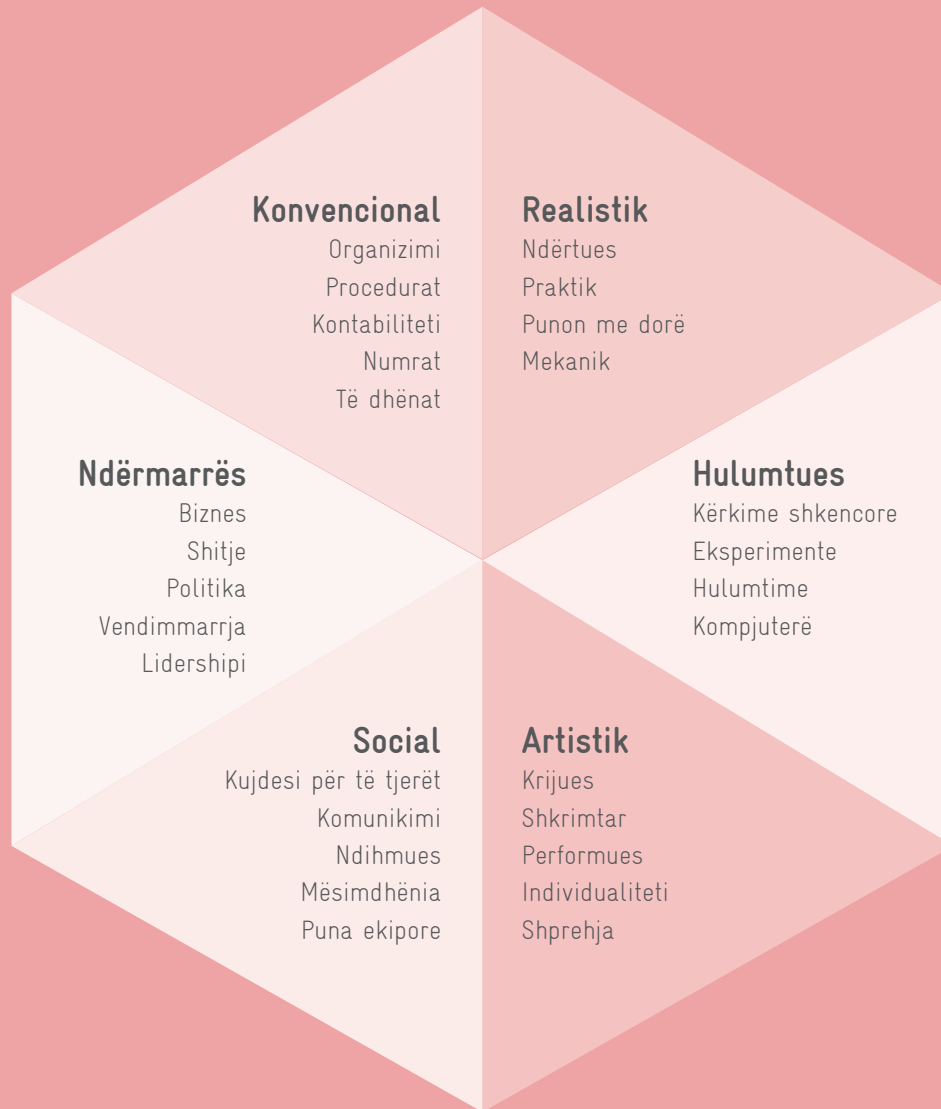 Konvencional
Organizimi
Procedurat
Kontabiliteti
Numrat
Të dhënat
Realistik
Ndërtues
Praktik
Punon me dorë
Mekanik
Ndërmarrës
Biznes
Shitje
Politika
Vendimmarrja
Lidershipi
Hulumtues
Kërkime shkencore
Eksperimente
Hulumtime
Kompjuterë
Social
Kujdesi për të tjerët
Komunikimi
Ndihmues
Mësimdhënia
Puna ekipore
Artistik
Krijues
Shkrimtar
Performues
Individualiteti
Shprehja